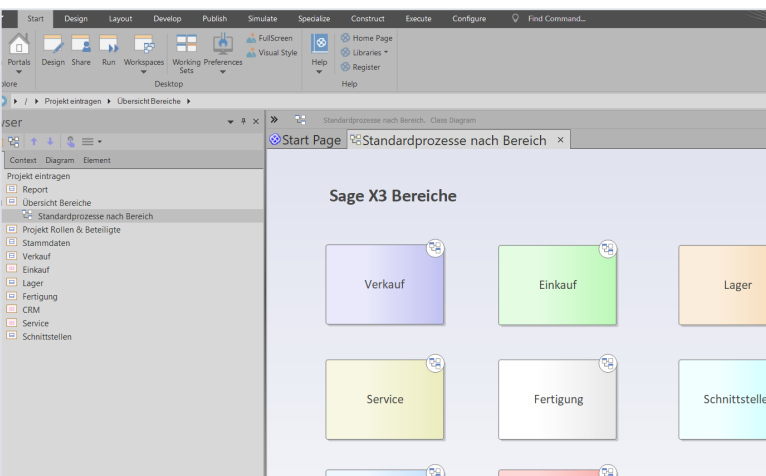 Start Design Layout Develop Publish Simulate Specialize Construct Execute Configure Find Command...
FullScreen Home Page
Visual Style Libraries
Portals Design Share Run Workspaces Working Sets Preferences Help Register
Desktop Help
/ Projekt eintragen Übersicht Bereiche
Standardprozesse nach Bereich. Class Diagram
Start Page Standardprozesse nach Bereich ×
Context Diagram Element
Projekt eintragen
Report
Übersicht Bereiche
Standardprozesse nach Bereich
Projekt Rollen & Beteiligte
Stammdaten
Verkauf
Einkauf
Lager
Fertigung
CRM
Service
Schnittstellen
Sage X3 Bereiche
Verkauf Einkauf Lager
Service Fertigung Schnittstelle